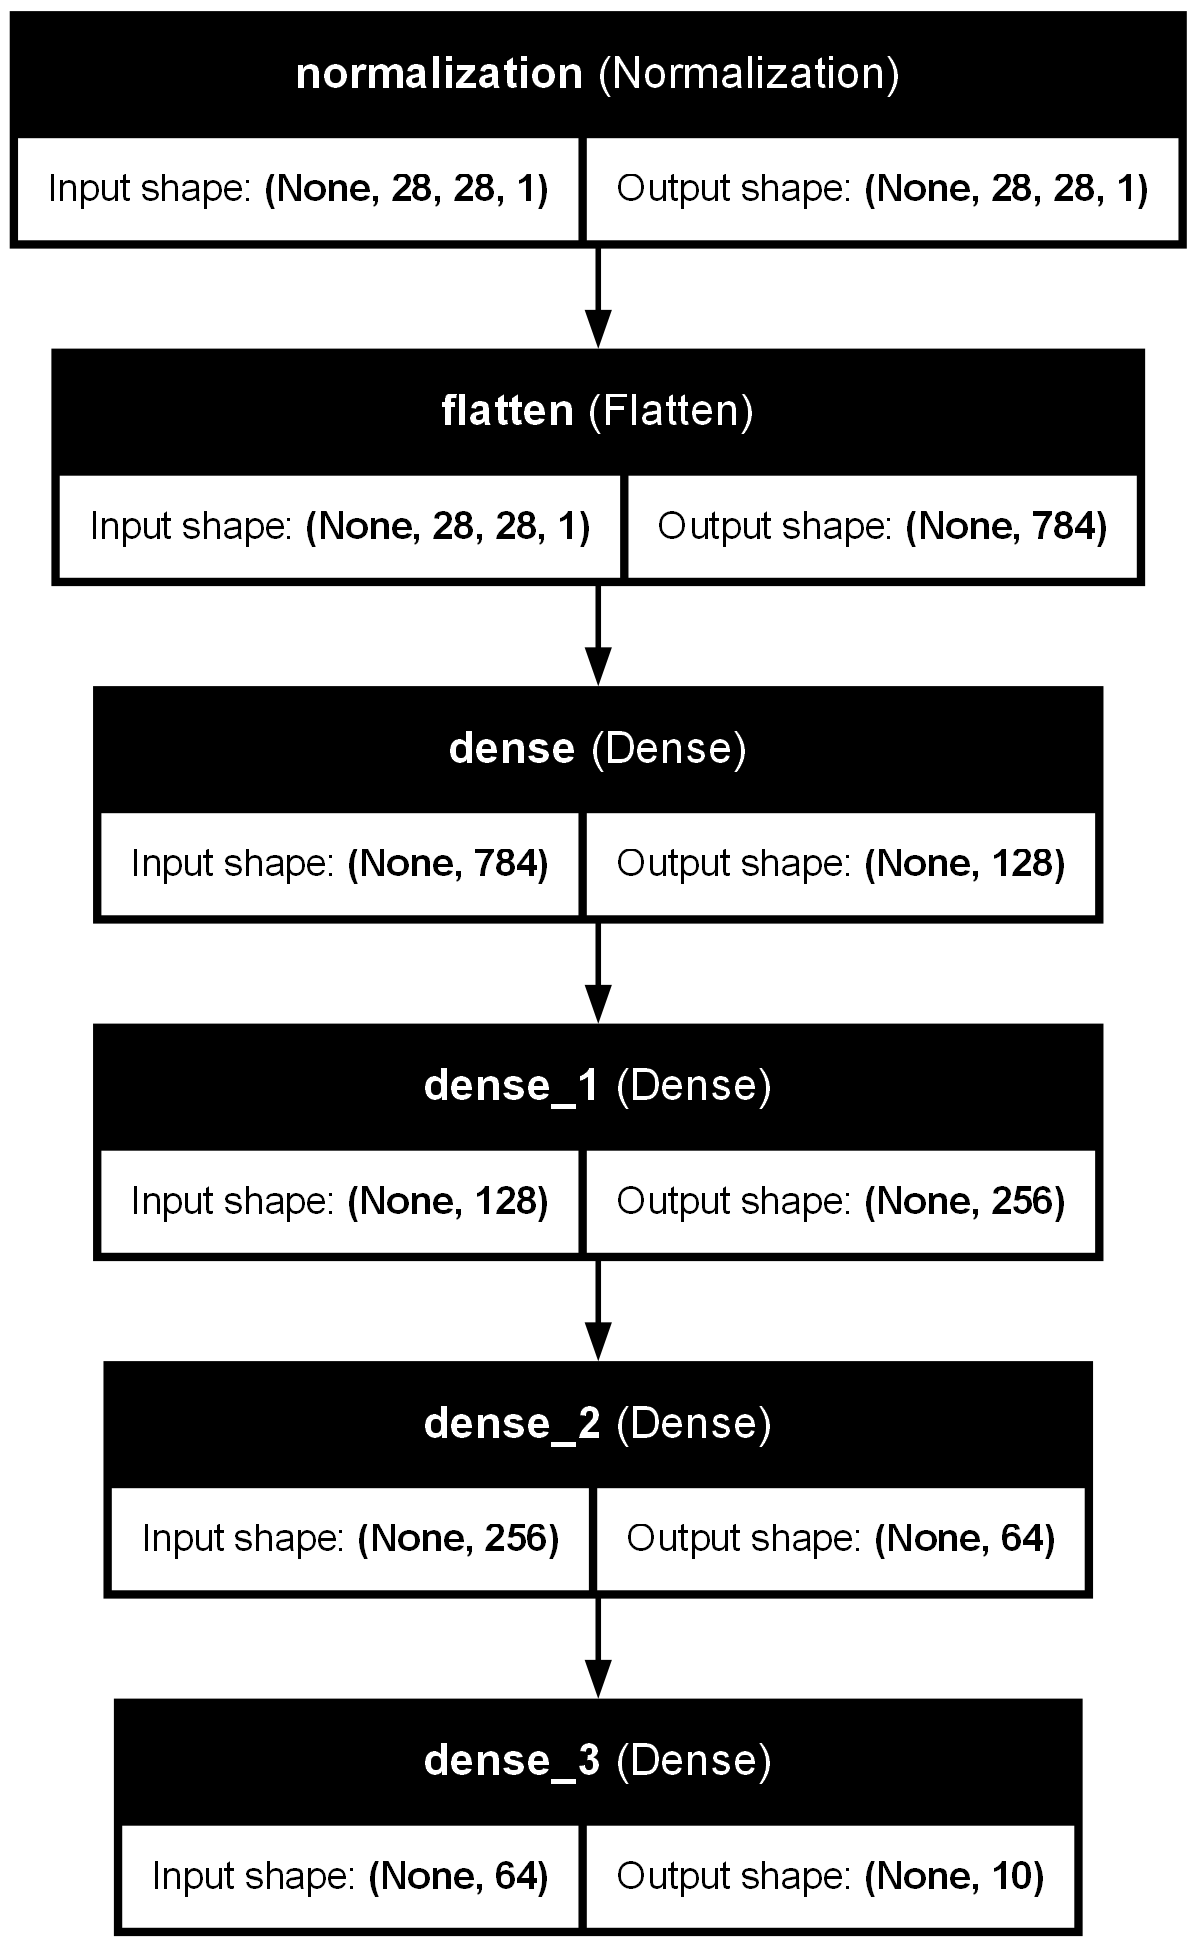 normalization (Normalization)
Input shape: (None, 28, 28, 1) Output shape: (None, 28, 28, 1)
flatten (Flatten)
Input shape: (None, 28, 28, 1) Output shape: (None, 784)
dense (Dense)
Input shape: (None, 784) Output shape: (None, 128)
dense_1 (Dense)
Input shape: (None, 128) Output shape: (None, 256)
dense_2 (Dense)
Input shape: (None, 256) Output shape: (None, 64)
dense_3 (Dense)
Input shape: (None, 64) Output shape: (None, 10)